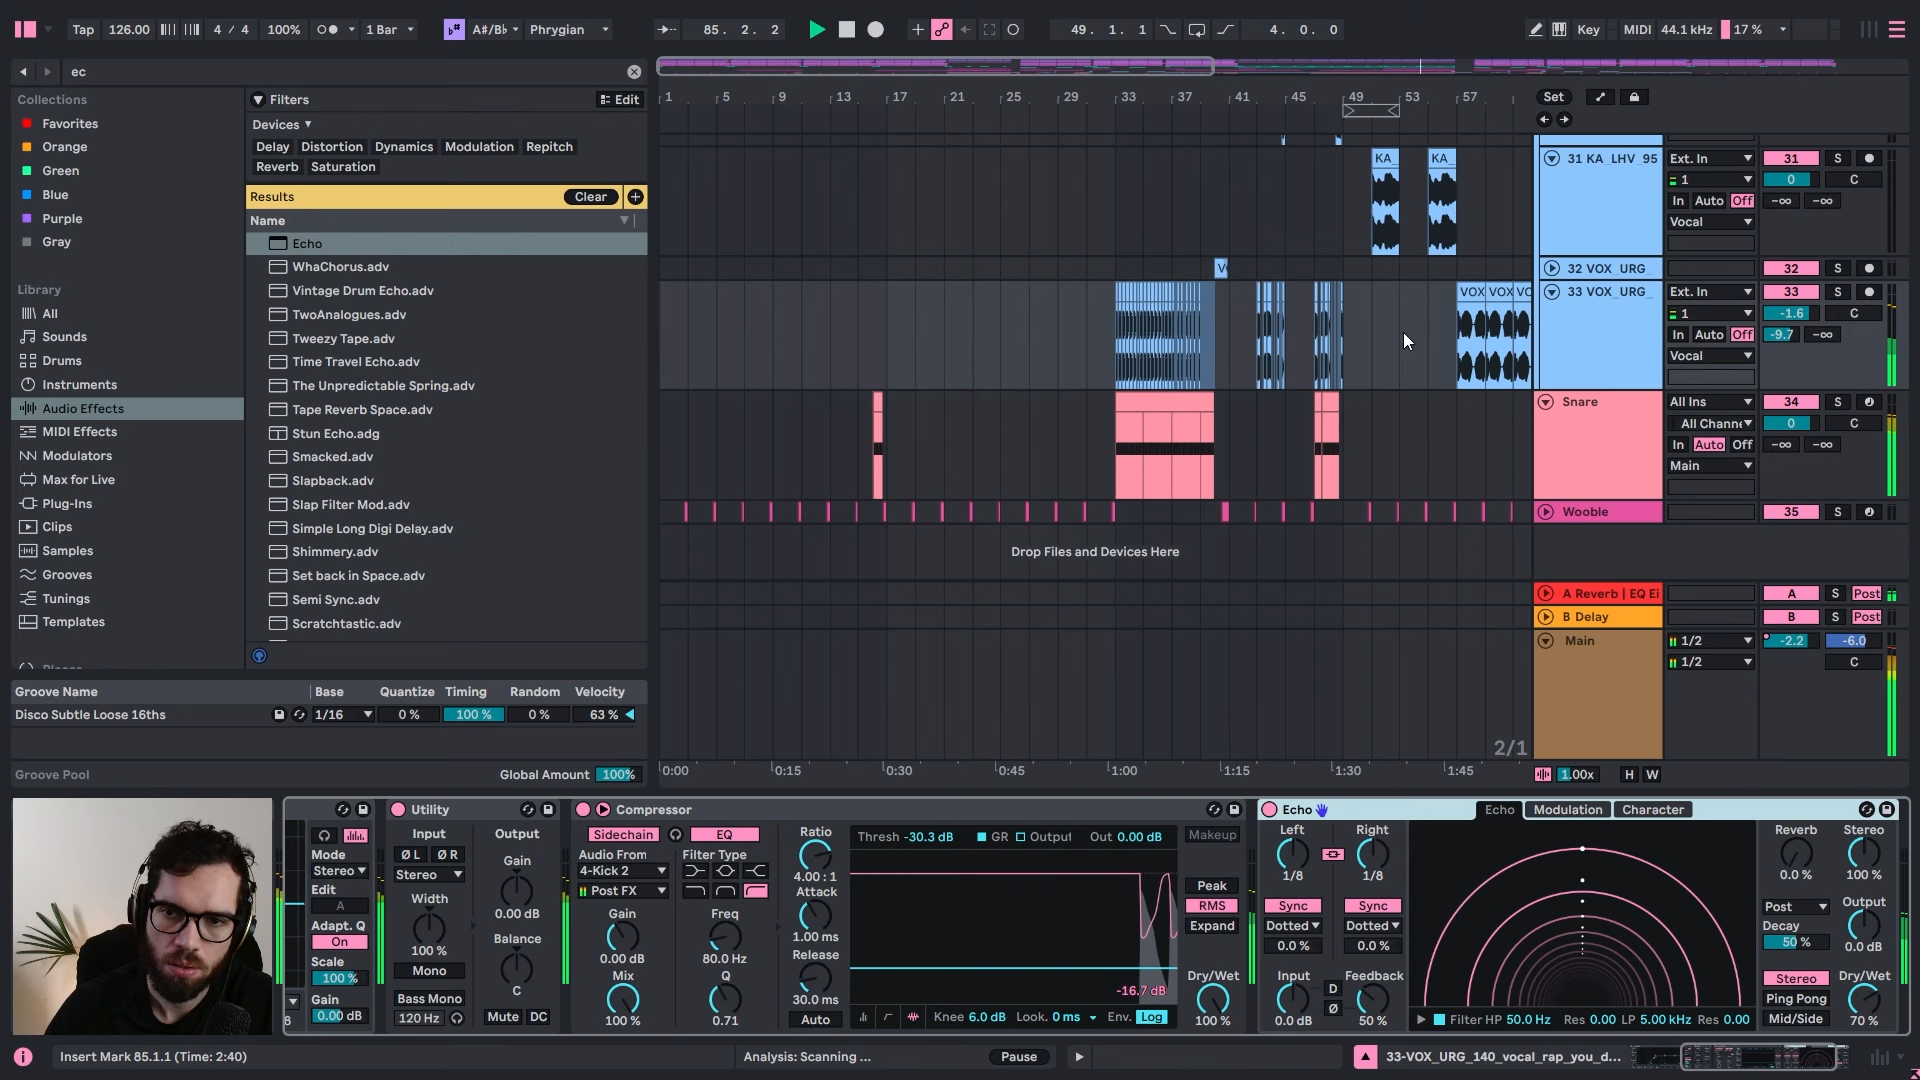 Tap 126.00 4 / 4 100% 1 Bar A#/Bb Phrygian 85. 2. 2 49. 1. 1 4. 0. 0 Key MIDI 44.1 kHz 17 %
ec
Collections
Favorites
Orange
Green
Blue
Purple
Gray
Library
All
Sounds
Drums
Instruments
Audio Effects
MIDI Effects
Modulators
Max for Live
Plug-Ins
Clips
Samples
Grooves
Tunings
Templates
Filters Edit
Devices
Delay Distortion Dynamics Modulation Repitch
Reverb Saturation
Results Clear
Name
Echo
WhaChorus.adv
Vintage Drum Echo.adv
TwoAnalogues.adv
Tweezy Tape.adv
Time Travel Echo.adv
The Unpredictable Spring.adv
Tape Reverb Space.adv
Stun Echo.adg
Smacked.adv
Slapback.adv
Slap Filter Mod.adv
Simple Long Digi Delay.adv
Shimmery.adv
Set back in Space.adv
Semi Sync.adv
Scratchtastic.adv
Groove Name Base Quantize Timing Random Velocity
Disco Subtle Loose 16ths 1/16 0 % 100 % 0 % 63 %
Groove Pool Global Amount 100%
1 5 9 13 17 21 25 29 33 37 41 45 49 53 57 Set
KA_ KA_ 31 KA_LHV_95 Ext. In 31 S
1 0 C
In Auto Off -∞ -∞
Vocal
32 VOX_URG_ 32 S
VOX VOX VO 33 VOX_URG_ Ext. In 33 S
1 -1.6 C
In Auto Off -9.7 -∞
Vocal
Snare All Ins 34 S
All Channe 0 C
In Auto Off -∞ -∞
Main
Wooble 35 S
Drop Files and Devices Here
A Reverb | EQ Ei A S Post
B Delay B S Post
Main 1/2 -2.2 -6.0
1/2 C
2/1
0:00 0:15 0:30 0:45 1:00 1:15 1:30 1:45 1.00x H W
Mode
Stereo
Edit
A
Adapt. Q
On
Scale
100 %
Gain
0.00 dB
8
Utility
Input Output
Ø L Ø R Gain
Stereo
Width 0.00 dB
100 % Balance
Mono
Bass Mono C
120 Hz Mute DC
Compressor
Sidechain EQ
Audio From Filter Type
4-Kick 2
Post FX
Gain Freq
0.00 dB 80.0 Hz
Mix Q
100 % 0.71
Ratio
4.00 : 1
Attack
1.00 ms
Release
30.0 ms
Auto
Thresh -30.3 dB GR Output Out 0.00 dB
-16.7 dB
Knee 6.0 dB Look. 0 ms Env. Log
Makeup
Peak
RMS
Expand
Dry/Wet
100 %
Echo Echo Modulation Character
Left Right
1/8 1/8
Sync Sync
Dotted Dotted
0.0 % 0.0 %
Input D Feedback
Ø
0.0 dB 50 %
Filter HP 50.0 Hz Res 0.00 LP 5.00 kHz Res 0.00
Reverb Stereo
0.0 % 100 %
Post Output
Decay
50 % 0.0 dB
Stereo Dry/Wet
Ping Pong
Mid/Side 70 %
Insert Mark 85.1.1 (Time: 2:40) Analysis: Scanning ... Pause 33-VOX_URG_140_vocal_rap_you_d...